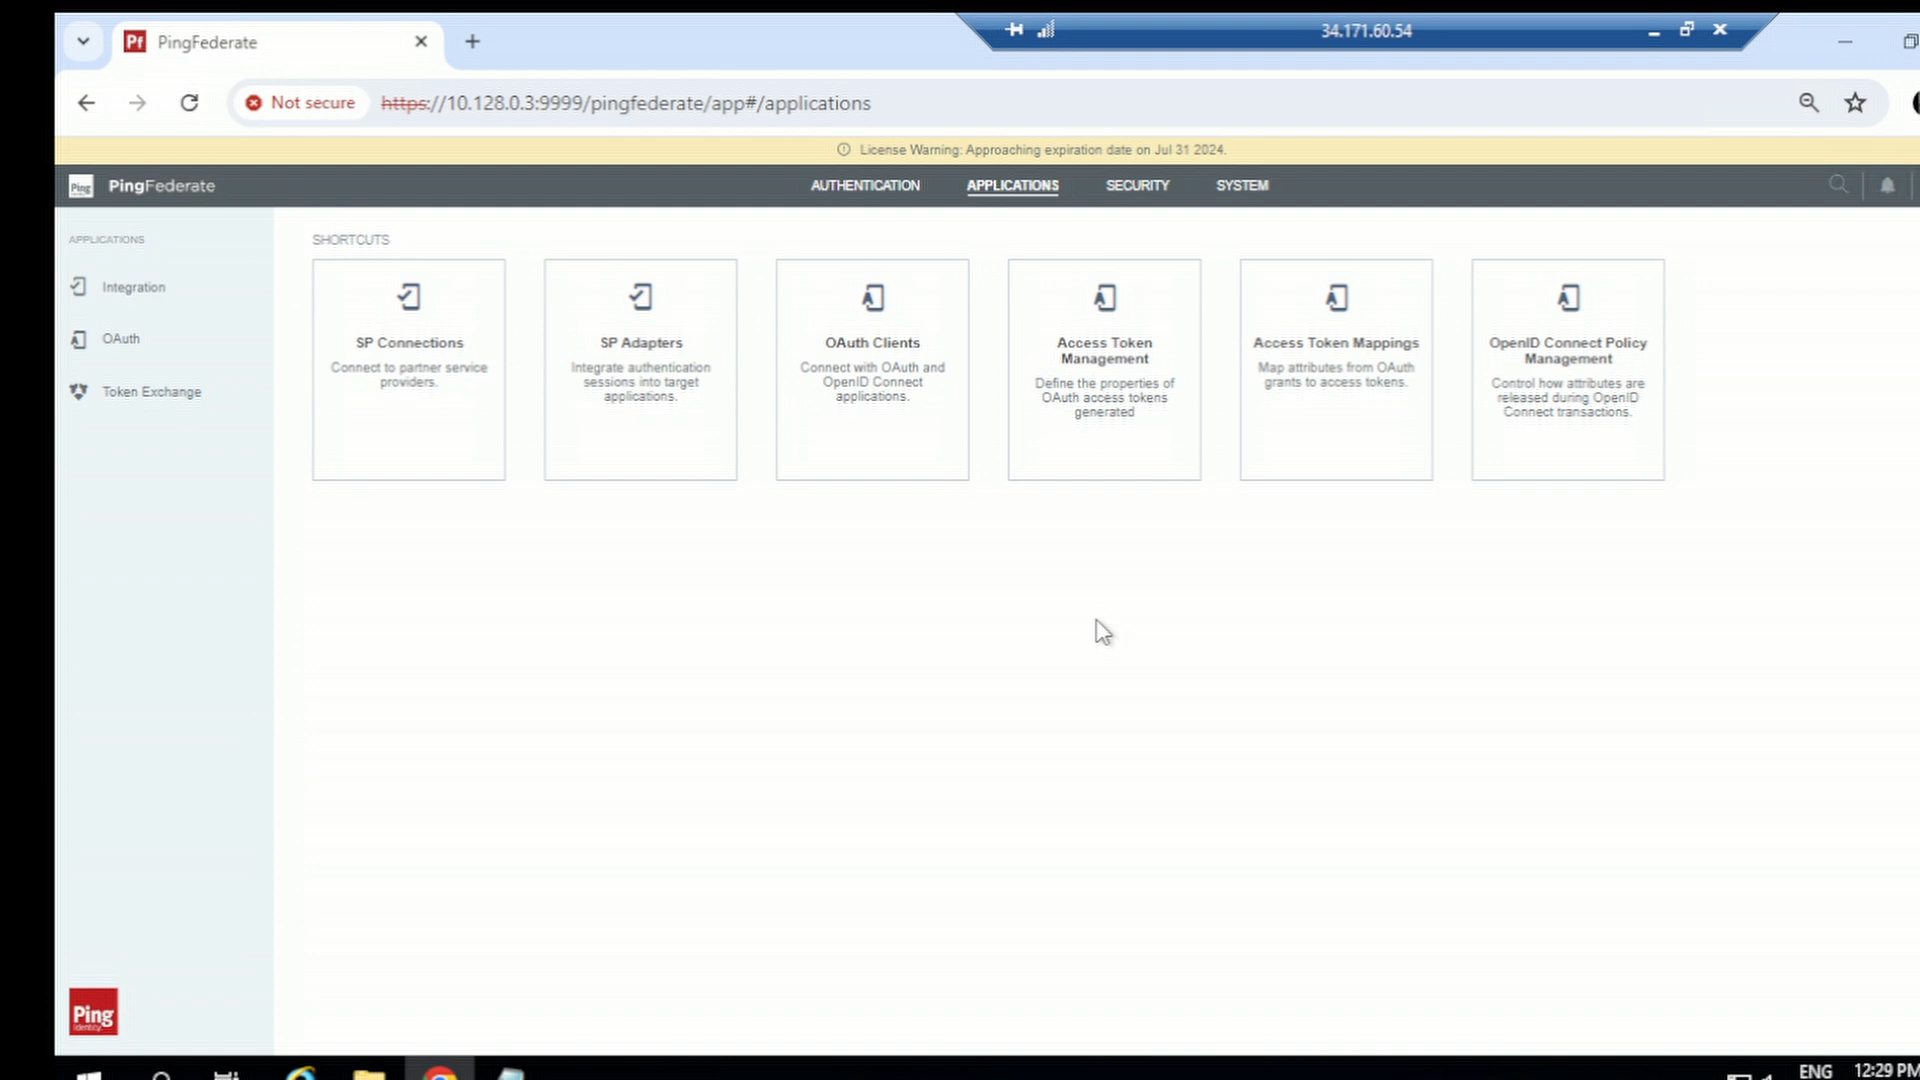 PingFederate
34.171.60.54
Not secure
https://10.128.0.3:9999/pingfederate/app#/applications
License Warning: Approaching expiration date on Jul 31 2024.
Ping
PingFederate
AUTHENTICATION
APPLICATIONS
SECURITY
SYSTEM
APPLICATIONS
Integration
OAuth
Token Exchange
SHORTCUTS
SP Connections
Connect to partner service
providers.
SP Adapters
Integrate authentication
sessions into target
applications.
OAuth Clients
Connect with OAuth and
OpenID Connect
applications.
Access Token
Management
Define the properties of
OAuth access tokens
generated
Access Token Mappings
Map attributes from OAuth
grants to access tokens.
OpenID Connect Policy
Management
Control how attributes are
released during OpenID
Connect transactions.
Ping
Identity
ENG
12:29 PM